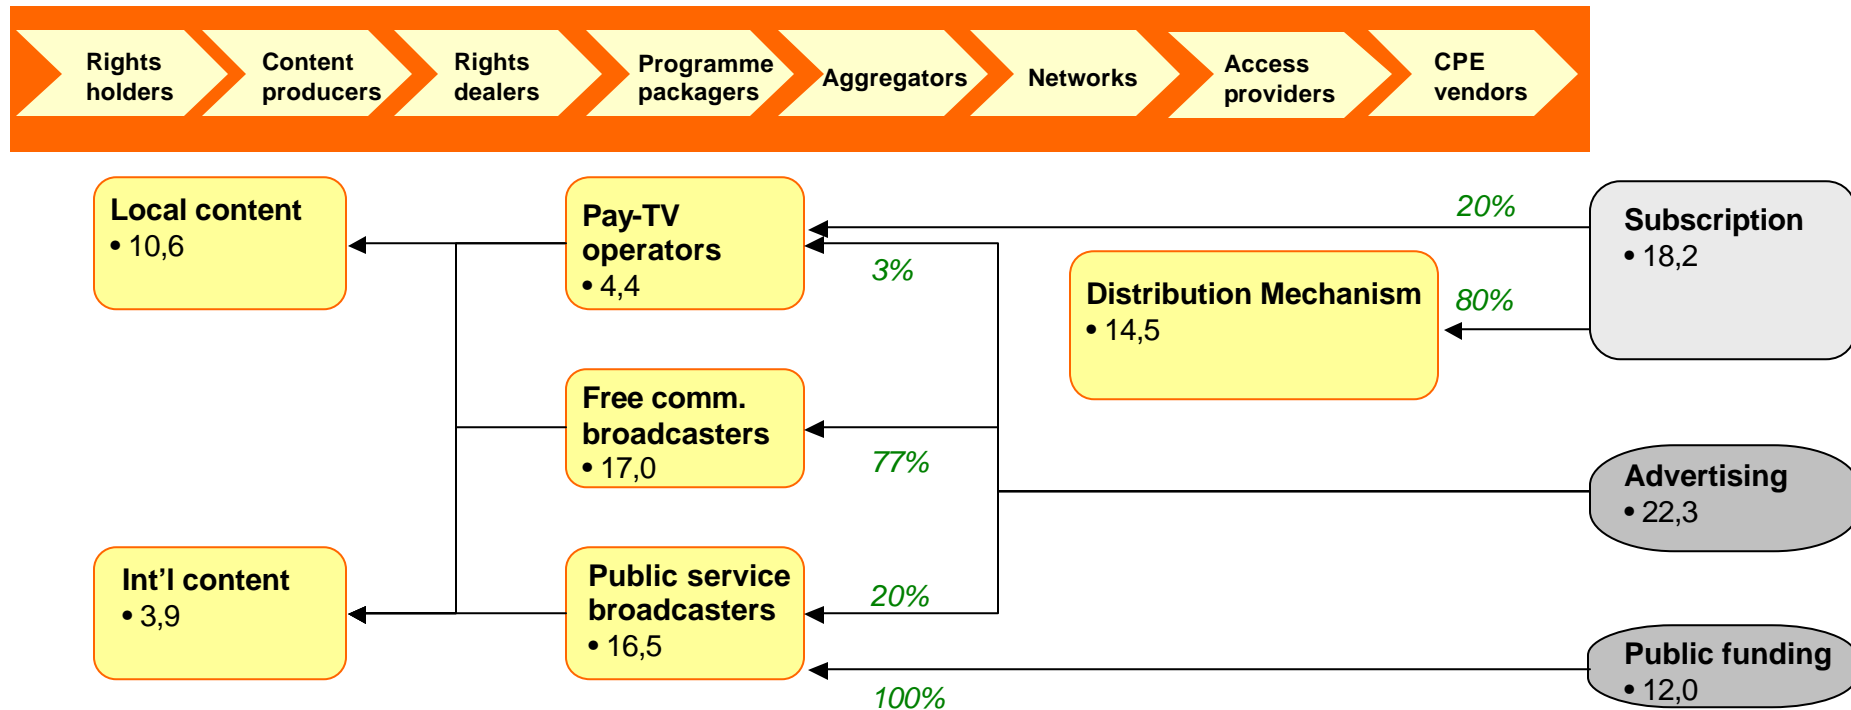 Rights
holders
Content
producers
Rights
dealers
Programme
packagers
Aggregators
Networks
Access
providers
CPE
vendors
Local content
• 10,6
Pay-TV
operators
• 4,4
20%
3%
Subscription
• 18,2
Distribution Mechanism
• 14,5
80%
Free comm.
broadcasters
• 17,0
77%
Advertising
• 22,3
Int'l content
• 3,9
Public service
broadcasters
• 16,5
20%
100%
Public funding
• 12,0